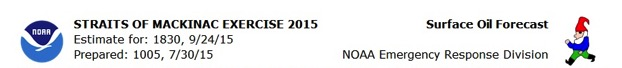 NOAA
STRAITS OF MACKINAC EXERCISE 2015
Estimate for: 1830, 9/24/15
Prepared: 1005, 7/30/15
Surface Oil Forecast
NOAA Emergency Response Division